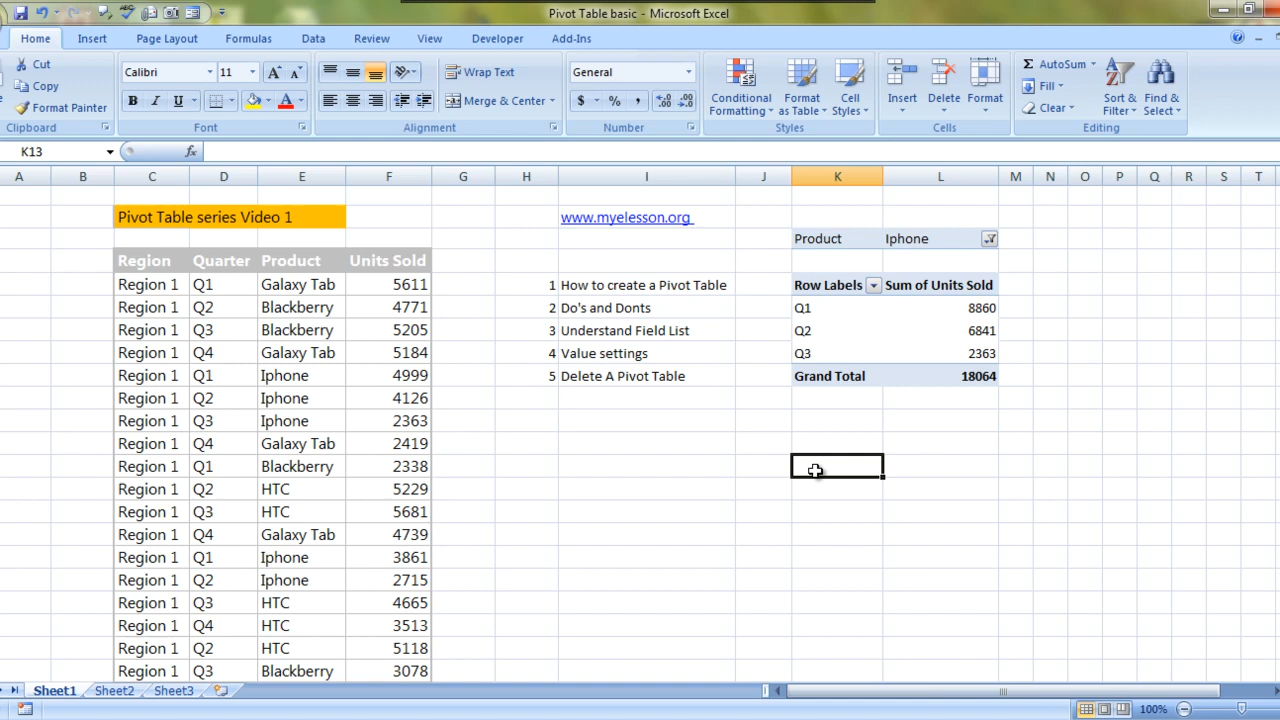 Pivot Table basic - Microsoft Excel
Home Insert Page Layout Formulas Data Review View Developer Add-Ins
Cut
Copy
Format Painter
Clipboard
Calibri 11
B I U A
Font
Wrap Text
Merge & Center
Alignment
General
$ % ,
Number
Conditional Formatting
Format as Table
Cell Styles
Styles
Insert Delete Format
Cells
AutoSum
Fill
Clear
Sort & Filter
Find & Select
Editing
K13 fx
A B C D E F G H I J K L M N O P Q R S T
Pivot Table series Video 1 www.myelesson.org
Product Iphone
Region Quarter Product Units Sold
Region 1 Q1 Galaxy Tab 5611 1 How to create a Pivot Table Row Labels Sum of Units Sold
Region 1 Q2 Blackberry 4771 2 Do's and Donts Q1 8860
Region 1 Q3 Blackberry 5205 3 Understand Field List Q2 6841
Region 1 Q4 Galaxy Tab 5184 4 Value settings Q3 2363
Region 1 Q1 Iphone 4999 5 Delete A Pivot Table Grand Total 18064
Region 1 Q2 Iphone 4126
Region 1 Q3 Iphone 2363
Region 1 Q4 Galaxy Tab 2419
Region 1 Q1 Blackberry 2338
Region 1 Q2 HTC 5229
Region 1 Q3 HTC 5681
Region 1 Q4 Galaxy Tab 4739
Region 1 Q1 Iphone 3861
Region 1 Q2 Iphone 2715
Region 1 Q3 HTC 4665
Region 1 Q4 HTC 3513
Region 1 Q2 HTC 5118
Region 1 Q3 Blackberry 3078
Sheet1 Sheet2 Sheet3
100%